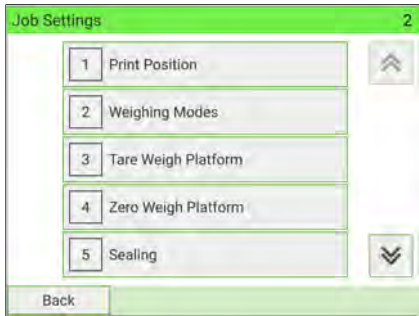 Job Settings 2
1 Print Position
2 Weighing Modes
3 Tare Weigh Platform
4 Zero Weigh Platform
5 Sealing
Back